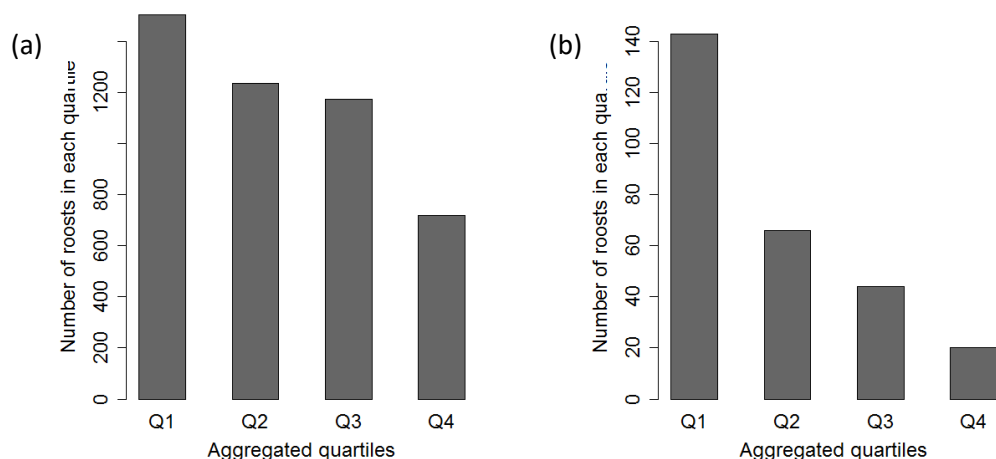 (a)
Number of roosts in each quartile
1200
800
600
400
200
0
Q1 Q2 Q3 Q4
Aggregated quartiles
(b)
Number of roosts in each
140
120
100
80
60
40
20
0
Q1 Q2 Q3 Q4
Aggregated quartiles